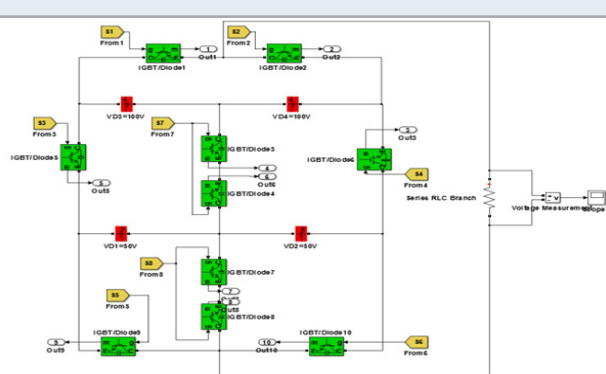 S1
From1
g m
1
Out1
IGBT/Diode1
S2
From2
g m
2
Out2
IGBT/Diode2
VD3=100V
VD4=100V
S3
From3
IGBT/Diode5
5
Out5
S7
From7
IGBT/Diode3
4
6
Out6
IGBT/Diode4
IGBT/Diode6
3
Out3
S4
From4
Series RLC Branch
Voltage Measurement
VD1=50V
VD2=50V
S8
From8
IGBT/Diode7
7
Out8
IGBT/Diode8
S5
From5
IGBT/Diode9
9
Out9
10
Out10
IGBT/Diode10
S6
From6